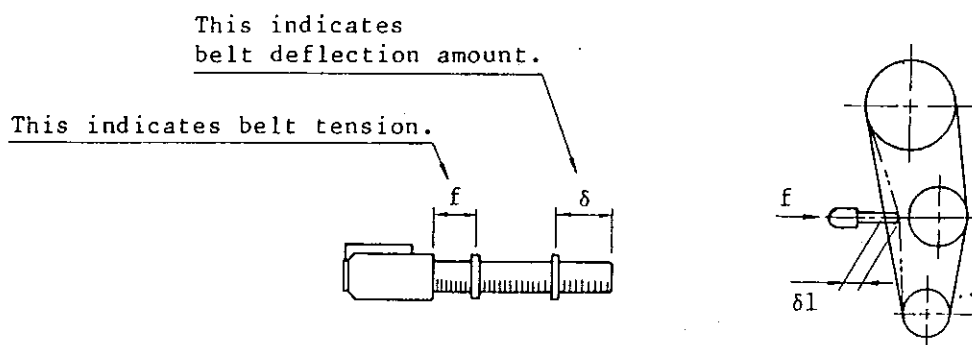 This indicates
belt deflection amount.
This indicates belt tension.
f
δ
f
δ1